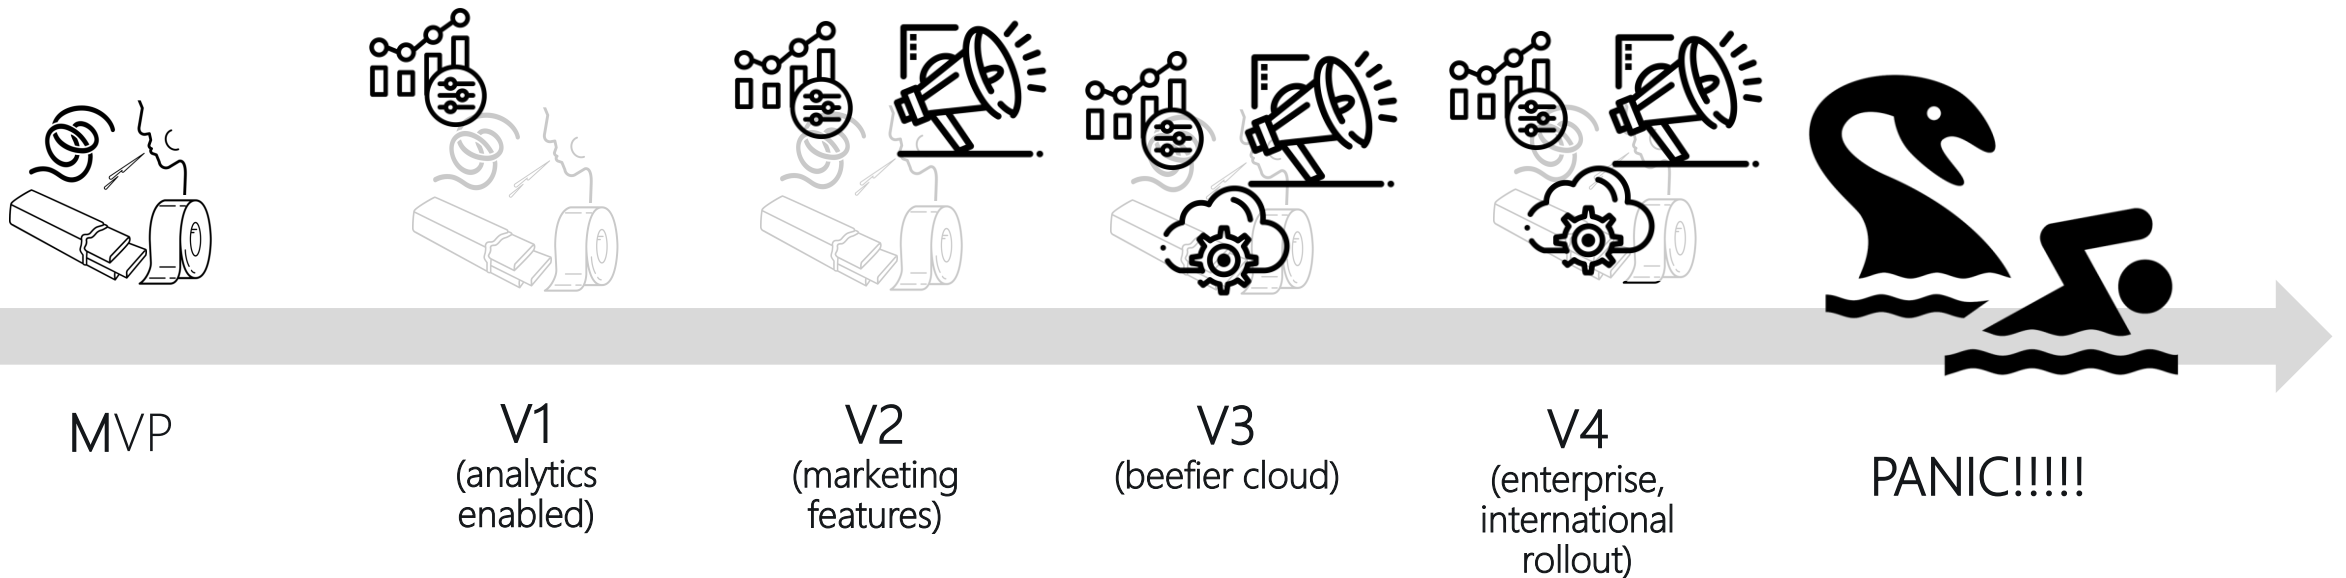 MVP
V1
(analytics
enabled)
V2
(marketing
features)
V3
(beefier cloud)
V4
(enterprise,
international
rollout)
PANIC!!!!!